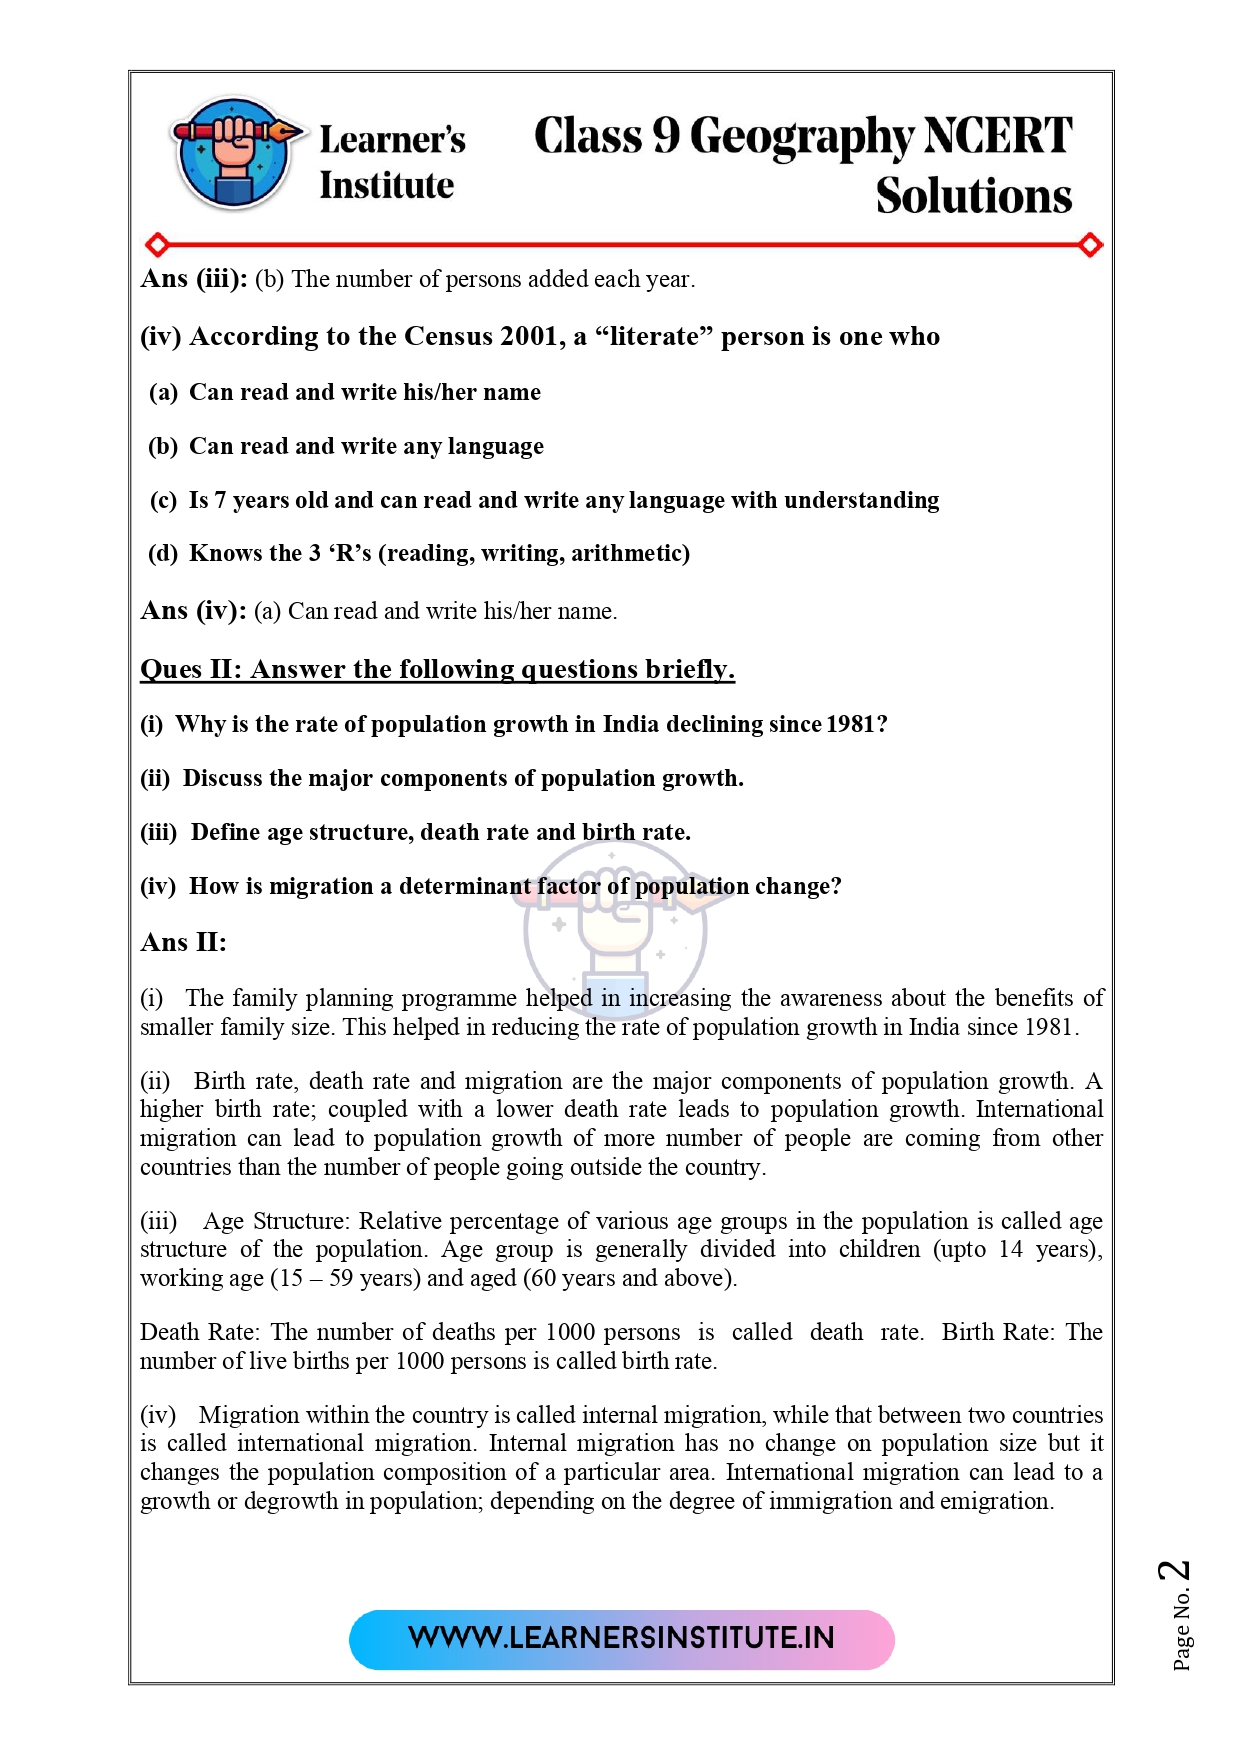 Learner's
Institute
Class 9 Geography NCERT
Solutions
Ans (iii): (b) The number of persons added each year.
(iv) According to the Census 2001, a “literate” person is one who
(a) Can read and write his/her name
(b) Can read and write any language
(c) Is 7 years old and can read and write any language with understanding
(d) Knows the 3 ‘R’s (reading, writing, arithmetic)
Ans (iv): (a) Can read and write his/her name.
Ques II: Answer the following questions briefly.
(i) Why is the rate of population growth in India declining since 1981?
(ii) Discuss the major components of population growth.
(iii) Define age structure, death rate and birth rate.
(iv) How is migration a determinant factor of population change?
Ans II:
(i) The family planning programme helped in increasing the awareness about the benefits of
smaller family size. This helped in reducing the rate of population growth in India since 1981.
(ii) Birth rate, death rate and migration are the major components of population growth. A
higher birth rate; coupled with a lower death rate leads to population growth. International
migration can lead to population growth of more number of people are coming from other
countries than the number of people going outside the country.
(iii) Age Structure: Relative percentage of various age groups in the population is called age
structure of the population. Age group is generally divided into children (upto 14 years),
working age (15 – 59 years) and aged (60 years and above).
Death Rate: The number of deaths per 1000 persons is called death rate. Birth Rate: The
number of live births per 1000 persons is called birth rate.
(iv) Migration within the country is called internal migration, while that between two countries
is called international migration. Internal migration has no change on population size but it
changes the population composition of a particular area. International migration can lead to a
growth or degrowth in population; depending on the degree of immigration and emigration.
WWW.LEARNERSINSTITUTE.IN
Page No. 2